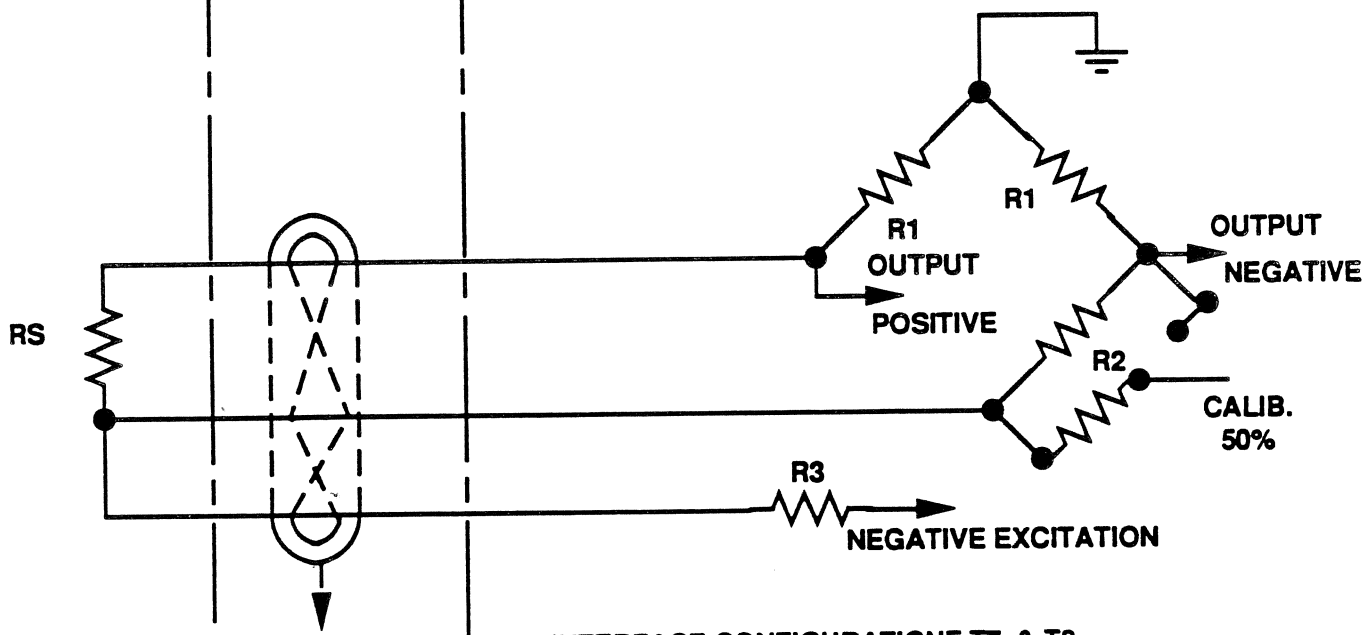 R1
R1
OUTPUT
NEGATIVE
OUTPUT
POSITIVE
RS
R2
CALIB.
50%
R3
NEGATIVE EXCITATION